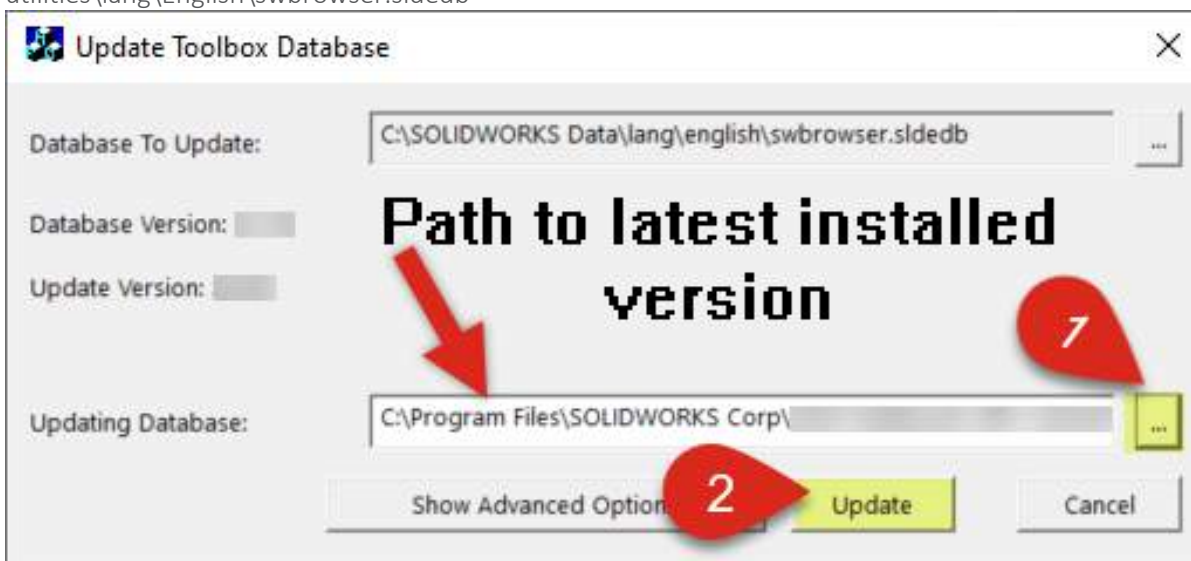 utilities\lang\English\swbrowser.sldedb
Update Toolbox Database
Database To Update:
C:\SOLIDWORKS Data\lang\english\swbrowser.sldedb
...
Database Version:
Path to latest installed
version
Update Version:
1
Updating Database:
C:\Program Files\SOLIDWORKS Corp\
...
Show Advanced Option
2
Update
Cancel